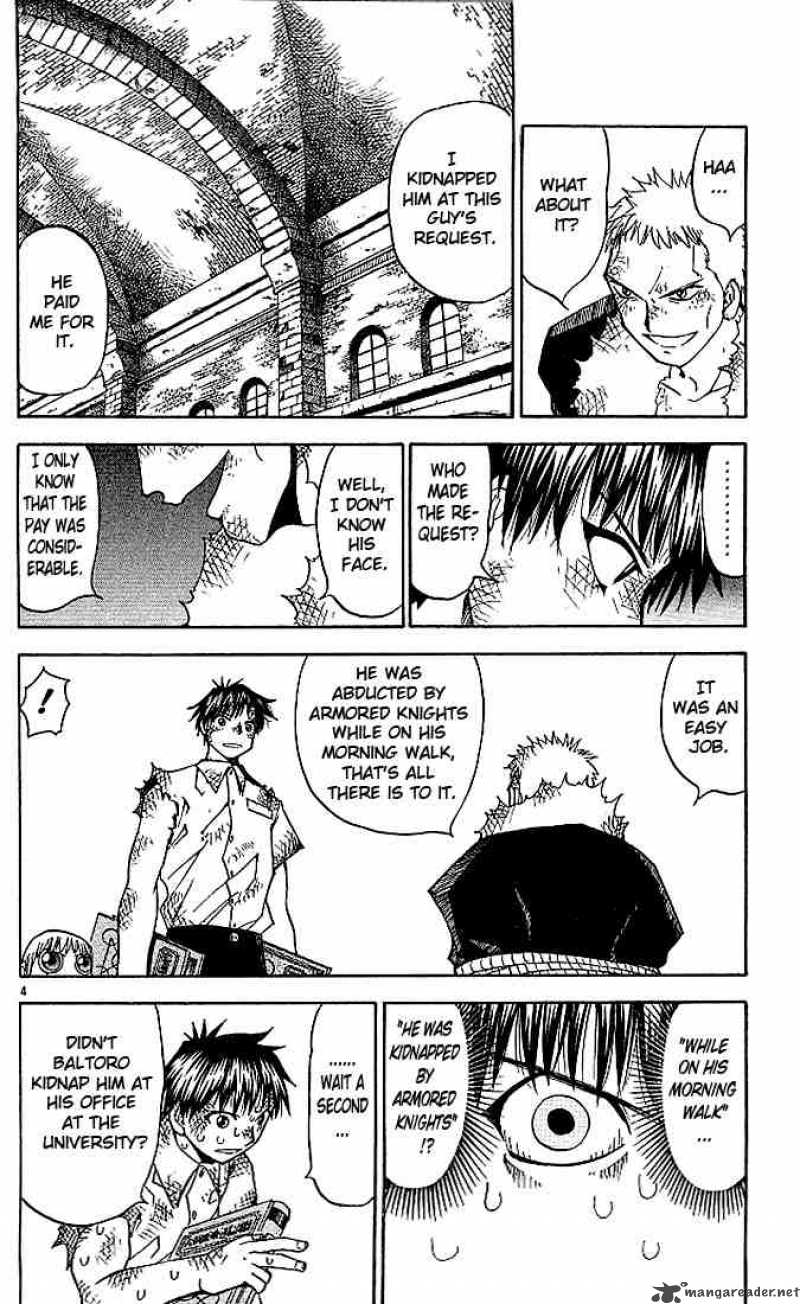 HAA
...
WHAT
ABOUT
IT?
I
KIDNAPPED
HIM AT THIS
GUY'S
REQUEST.
HE
PAID
ME FOR
IT.
.........
WHO
MADE
THE RE-
QUEST?
WELL,
I DON'T
KNOW
HIS
FACE.
I ONLY
KNOW
THAT THE
PAY WAS
CONSID-
ERABLE.
IT
WAS AN
EASY
JOB.
HE WAS
ABDUCTED BY
ARMORED KNIGHTS
WHILE ON HIS
MORNING WALK,
THAT'S ALL
THERE IS TO IT.
!
4
"WHILE
ON HIS
MORNING
WALK"
...
"HE WAS
KIDNAPPED
BY
ARMORED
KNIGHTS"
!?
......
WAIT A
SECOND
...
DIDN'T
BALTORO
KIDNAP HIM AT
HIS OFFICE
AT THE
UNIVERSITY?
mangareader.net